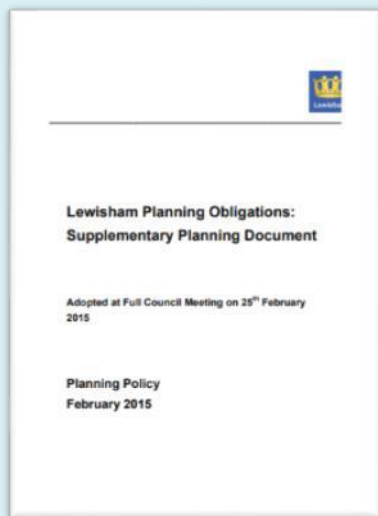 Lewisham
Lewisham Planning Obligations:
Supplementary Planning Document
Adopted at Full Council Meeting on 25th February
2015
Planning Policy
February 2015